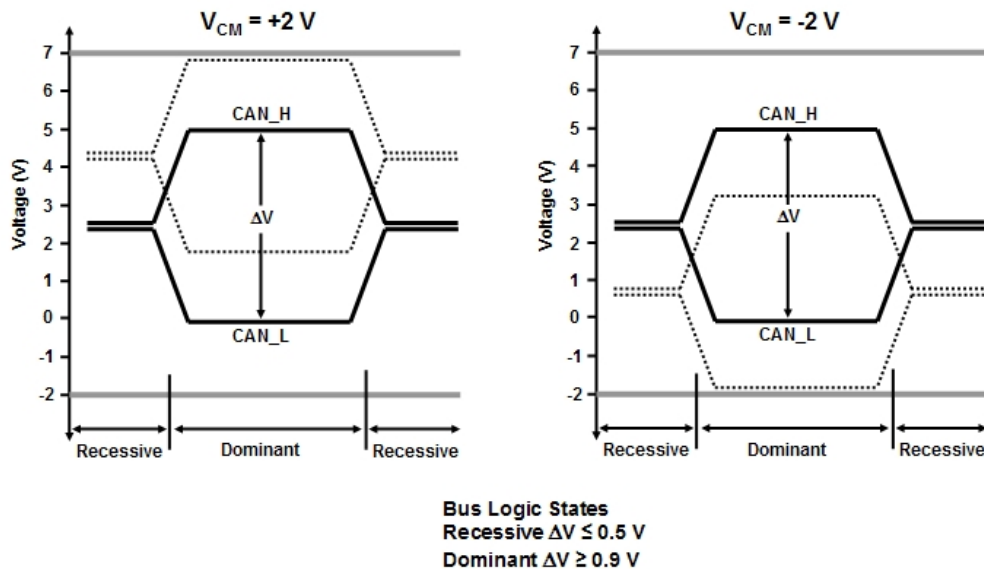 V_CM = +2 V
7
6
5
4
3
2
1
0
-1
-2
Voltage (V)
CAN_H
ΔV
CAN_L
Recessive
Dominant
Recessive
V_CM = -2 V
7
6
5
4
3
2
1
0
-1
-2
Voltage (V)
CAN_H
ΔV
CAN_L
Recessive
Dominant
Recessive
Bus Logic States
Recessive ΔV ≤ 0.5 V
Dominant ΔV ≥ 0.9 V